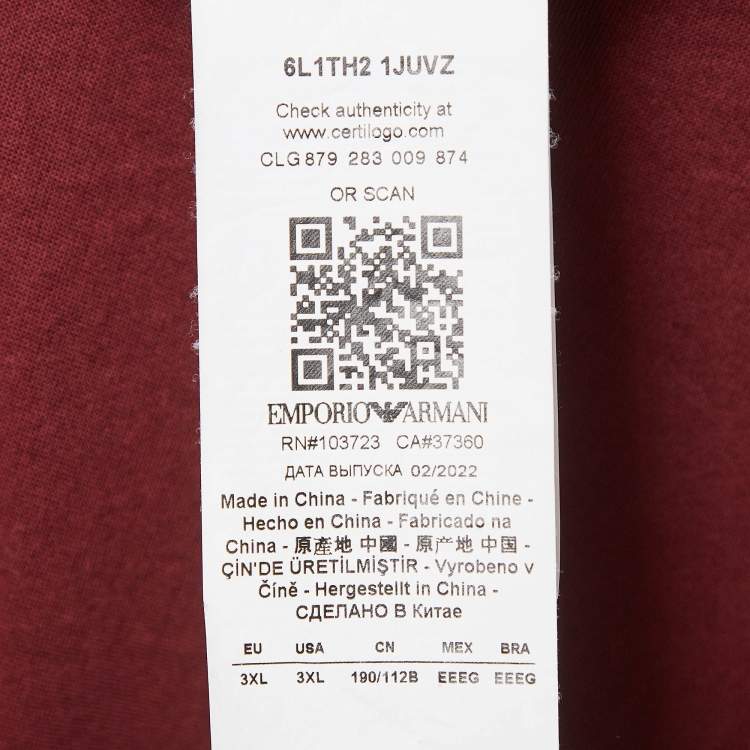 6L1TH2 1JUVZ
Check authenticity at
www.certilogo.com
CLG 879 283 009 874
OR SCAN
EMPORIO ARMANI
RN#103723 CA#37360
ДАТА ВЫПУСКА 02/2022
Made in China - Fabriqué en Chine -
Hecho en China - Fabricado na
China - 原產地 中國 - 原产地 中国 -
ÇİN'DE ÜRETİLMİŞTİR - Vyrobeno v
Číně - Hergestellt in China -
СДЕЛАНО В Китае
EU USA CN MEX BRA
3XL 3XL 190/112B EEEG EEEG